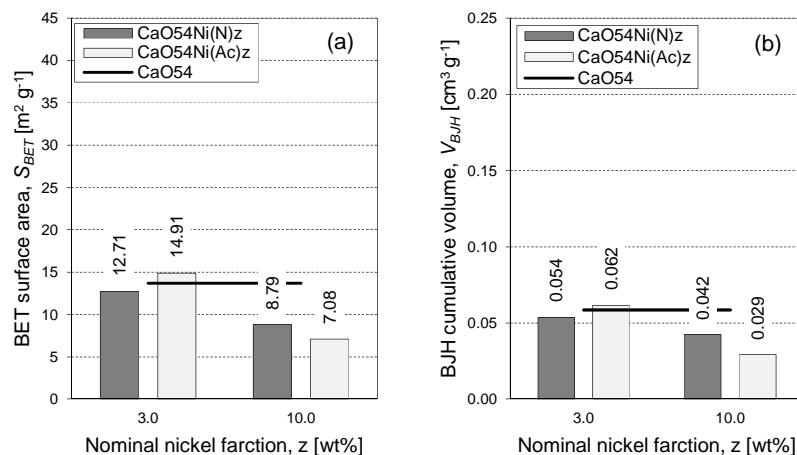 (a)
CaO54Ni(N)z
CaO54Ni(Ac)z
CaO54
BET surface area, S_BET [m² g⁻¹]
45
40
35
30
25
20
15
10
5
0
12.71
14.91
8.79
7.08
3.0
10.0
Nominal nickel farction, z [wt%]
(b)
CaO54Ni(N)z
CaO54Ni(Ac)z
CaO54
BJH cumulative volume, V_BJH [cm³ g⁻¹]
0.25
0.20
0.15
0.10
0.05
0.00
0.054
0.062
0.042
0.029
3.0
10.0
Nominal nickel farction, z [wt%]